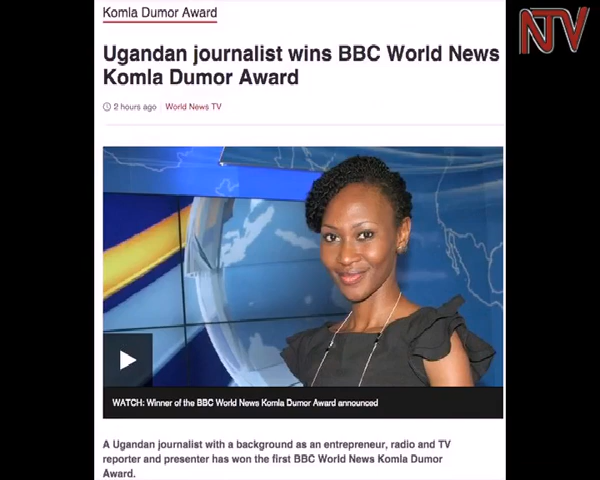 Komla Dumor Award
NTV
Ugandan journalist wins BBC World News
Komla Dumor Award
2 hours ago World News TV
WATCH: Winner of the BBC World News Komla Dumor Award announced
A Ugandan journalist with a background as an entrepreneur, radio and TV
reporter and presenter has won the first BBC World News Komla Dumor
Award.